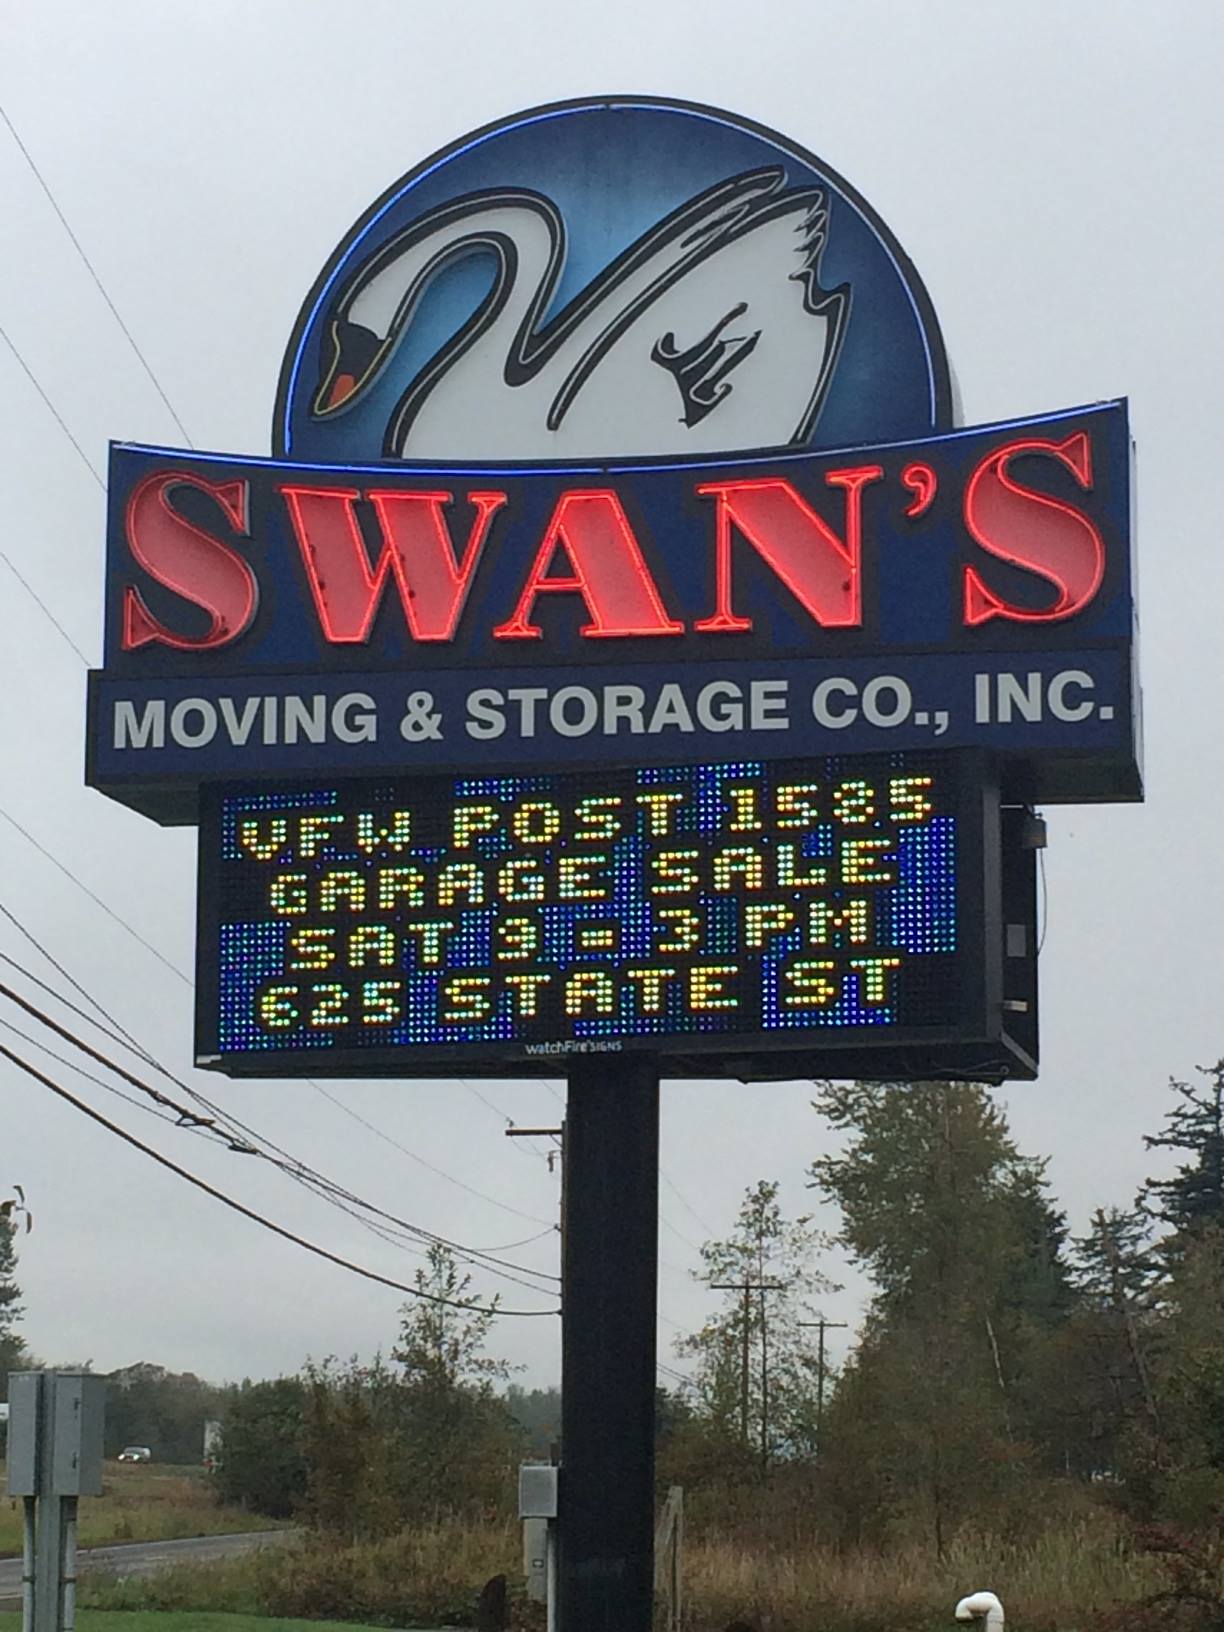 SWAN'S
MOVING & STORAGE CO., INC.
VFW POST 1585
GARAGE SALE
SAT 9 - 3 PM
625 STATE ST
watchFire SIGNS